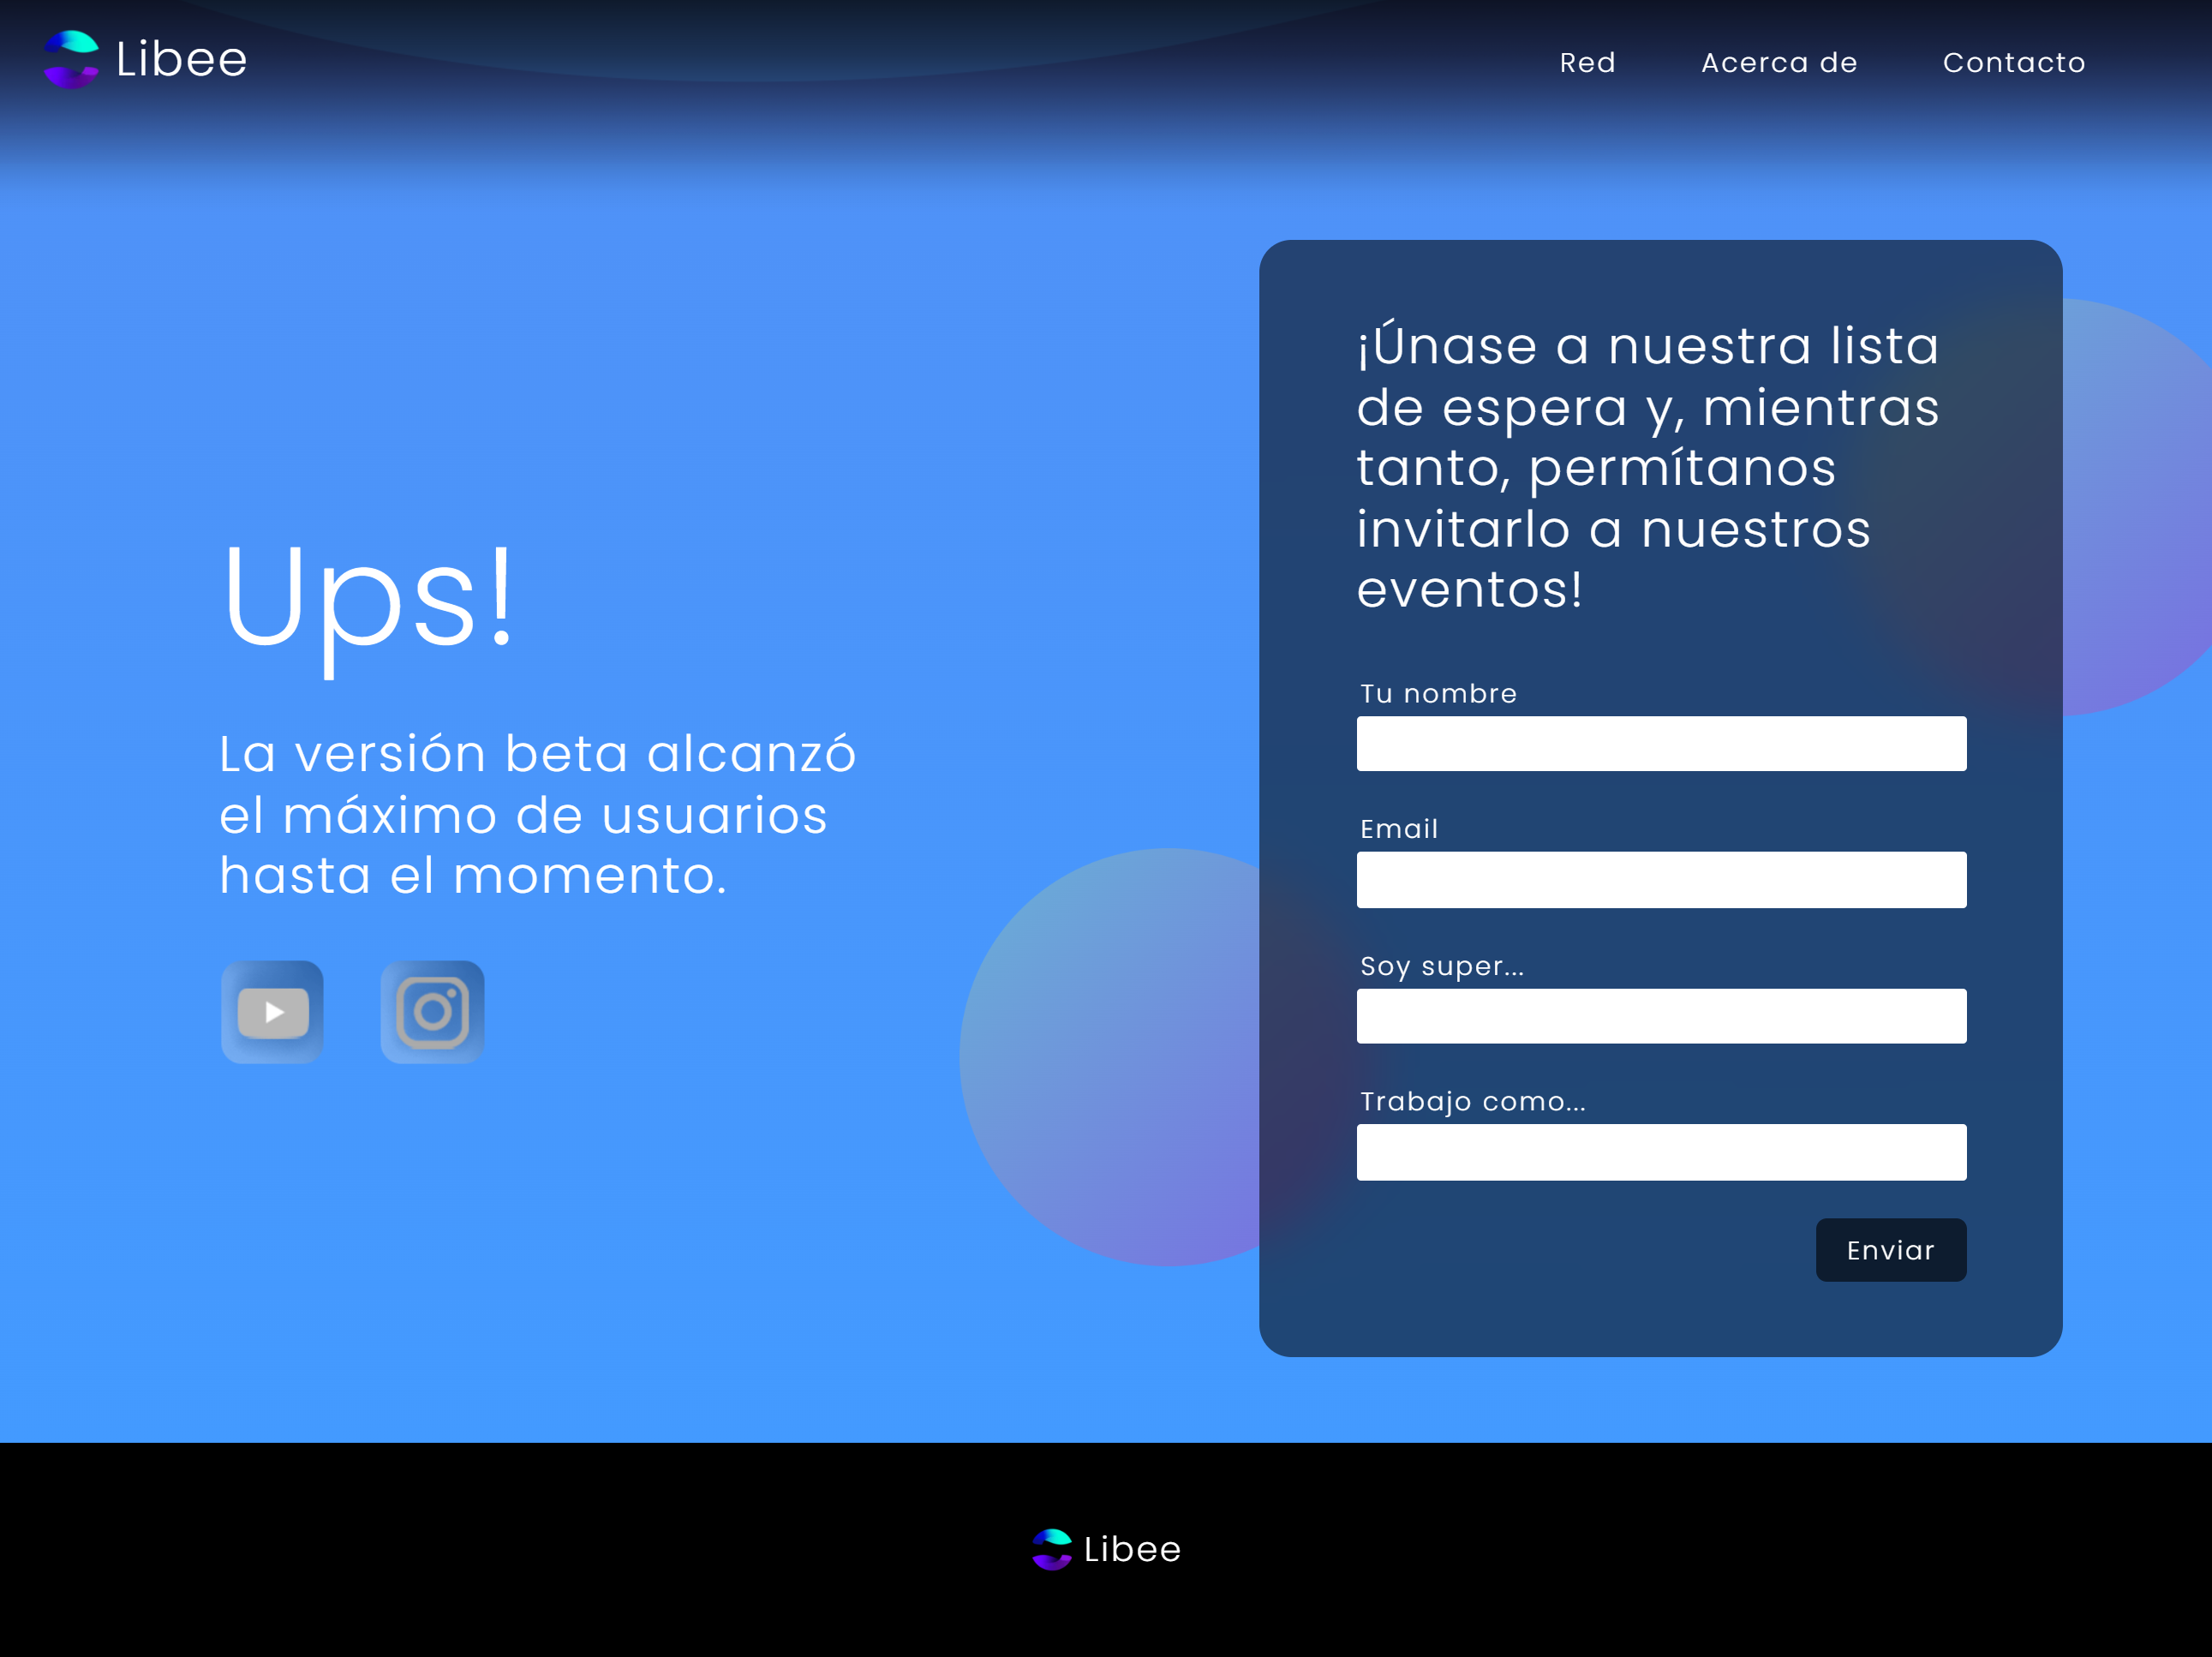 Libee
Red
Acerca de
Contacto
Ups!
La versión beta alcanzó
el máximo de usuarios
hasta el momento.
¡Únase a nuestra lista
de espera y, mientras
tanto, permítanos
invitarlo a nuestros
eventos!
Tu nombre
Email
Soy super...
Trabajo como...
Enviar
Libee